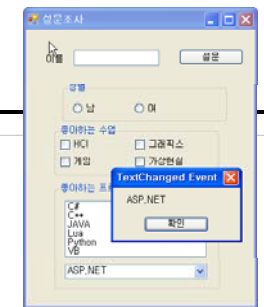 설문조사
이름
설문
성별
남 여
좋아하는 수업
HCI 그래픽스
게임 가상현실
좋아하는 프
TextChanged Event
ASP.NET
확인
C#
C++
JAVA
Lua
Python
VB
ASP.NET